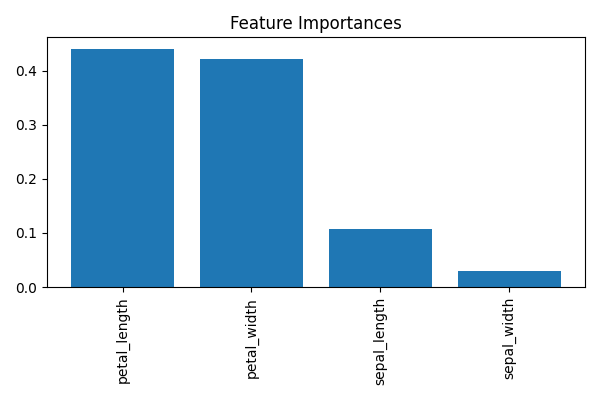 Feature Importances
0.4
0.3
0.2
0.1
0.0
petal_length
petal_width
sepal_length
sepal_width